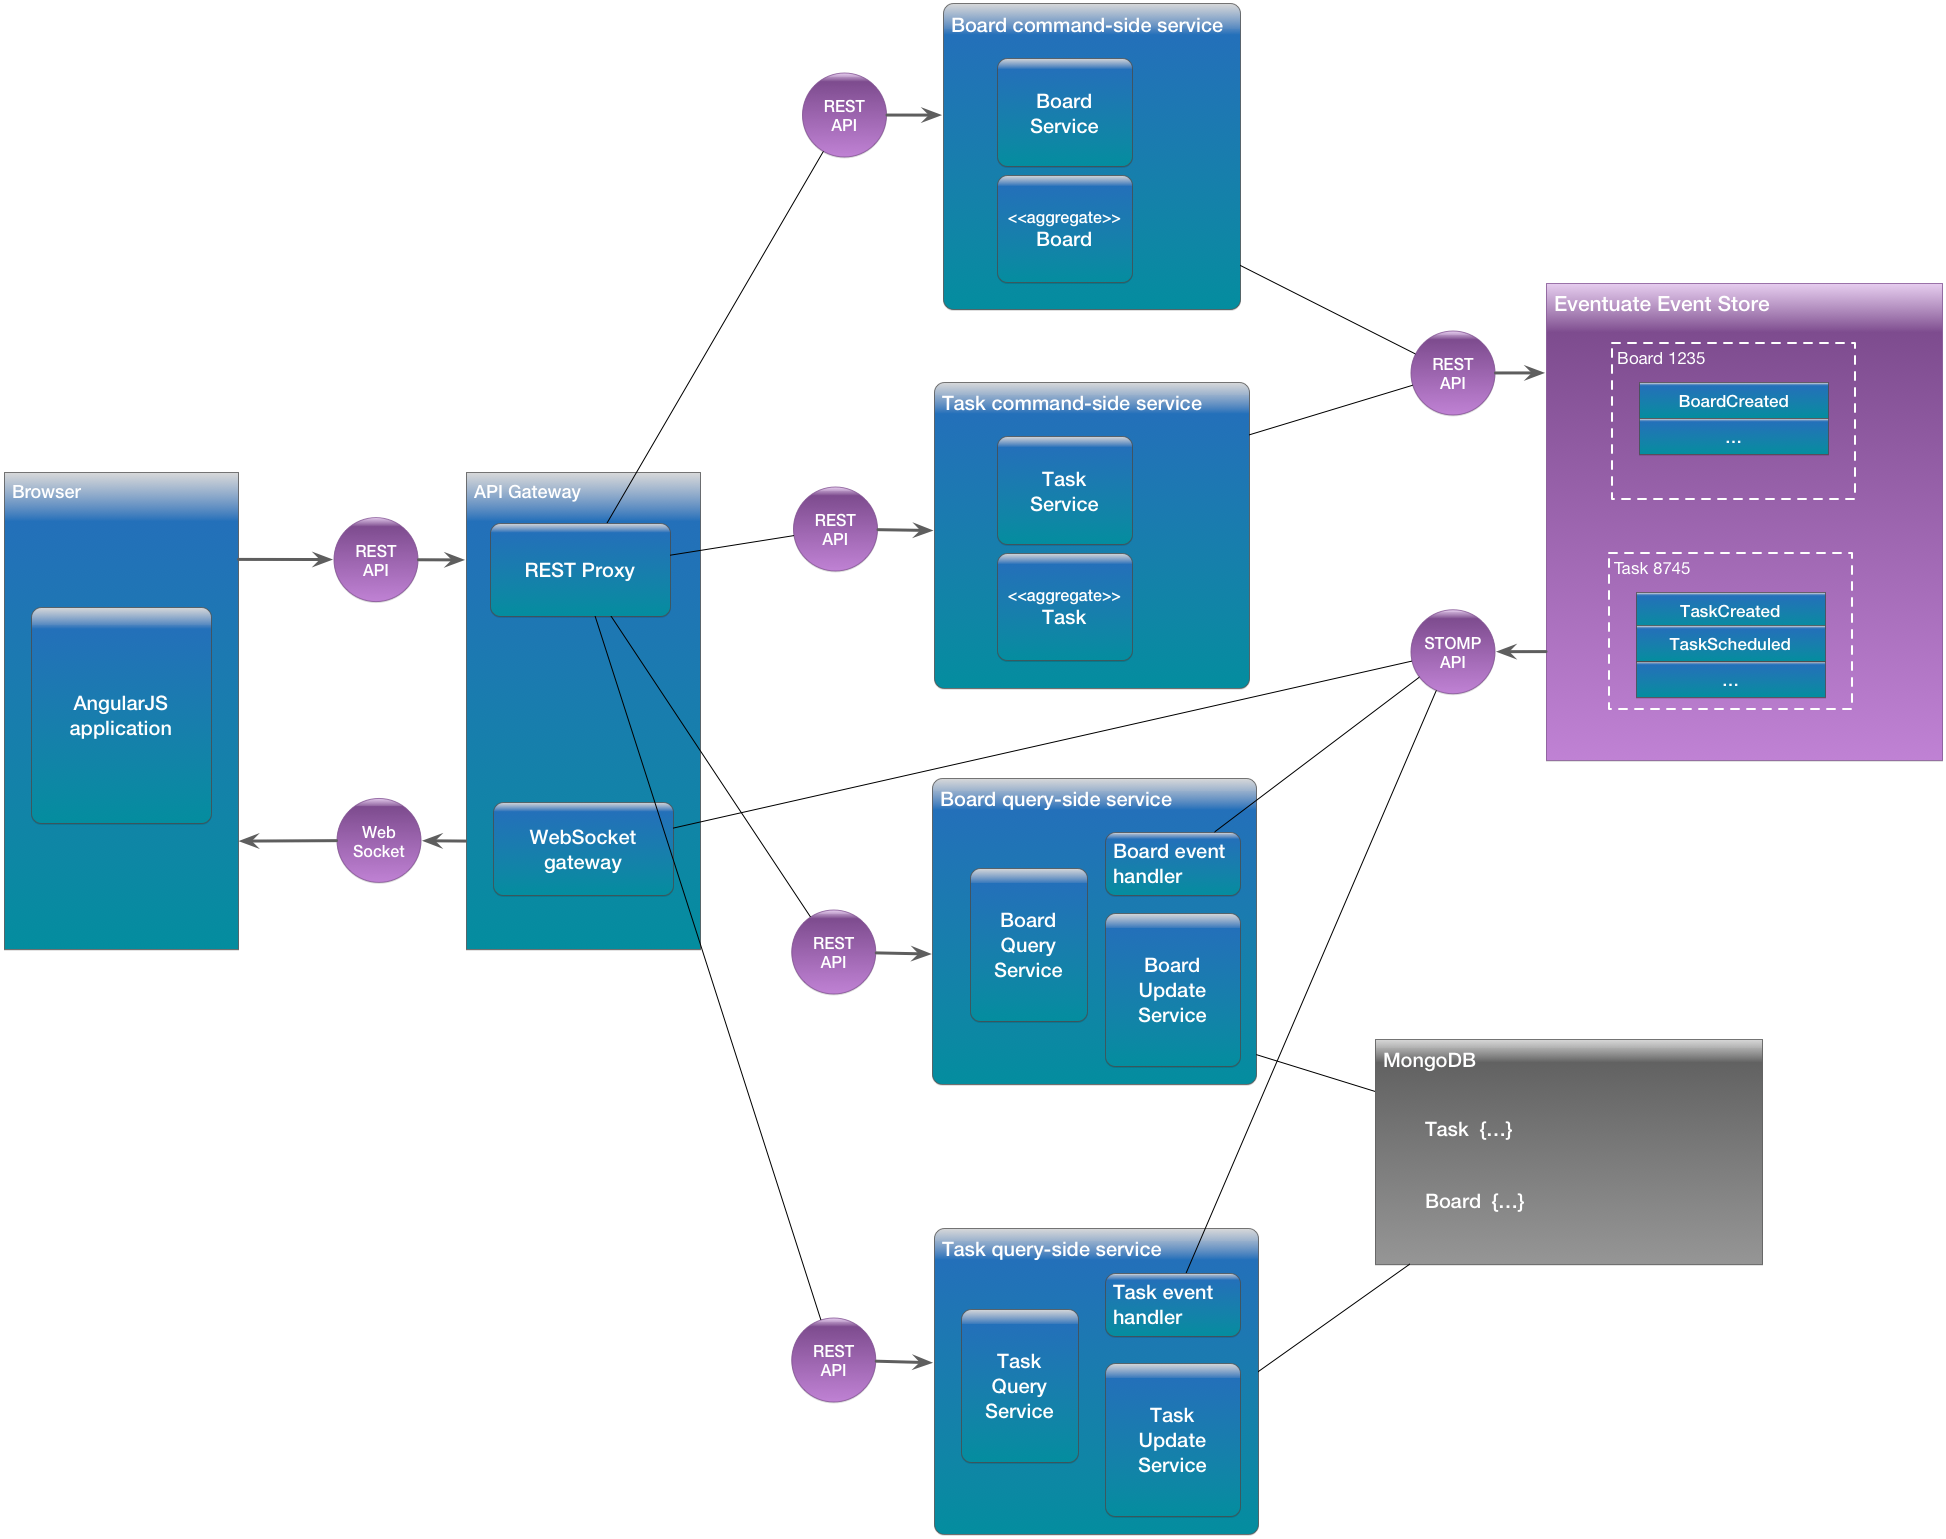 Board command-side service
Board
Service
<<aggregate>>
Board
REST
API
Browser
AngularJS
application
REST
API
Web
Socket
API Gateway
REST Proxy
WebSocket
gateway
REST
API
Task command-side service
Task
Service
<<aggregate>>
Task
REST
API
Eventuate Event Store
Board 1235
BoardCreated
...
Task 8745
TaskCreated
TaskScheduled
...
STOMP
API
REST
API
Board query-side service
Board event
handler
Board
Query
Service
Board
Update
Service
MongoDB
Task {...}
Board {...}
REST
API
Task query-side service
Task event
handler
Task
Query
Service
Task
Update
Service